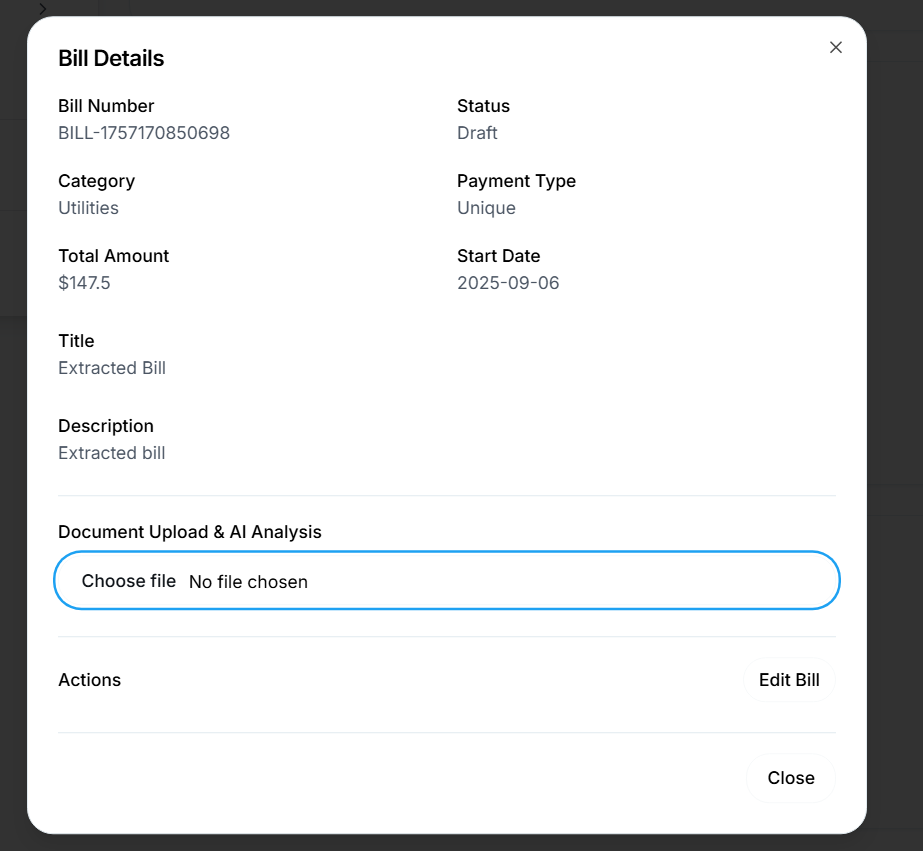 Bill Details
Bill Number
BILL-1757170850698
Status
Draft
Category
Utilities
Payment Type
Unique
Total Amount
$147.5
Start Date
2025-09-06
Title
Extracted Bill
Description
Extracted bill
Document Upload & AI Analysis
Choose file No file chosen
Actions
Edit Bill
Close